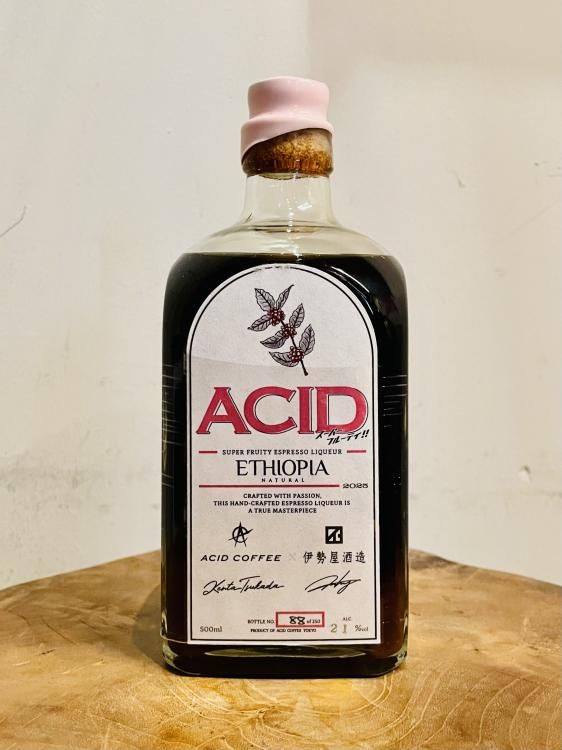 ACID
スーパー
フルーティ!!
SUPER FRUITY ESPRESSO LIQUEUR
ETHIOPIA
NATURAL
2025
CRAFTED WITH PASSION,
THIS HAND-CRAFTED ESPRESSO LIQUEUR IS
A TRUE MASTERPIECE
ACID COFFEE × 伊勢屋酒造
Kenta Tsukada
500ml
BOTTLE NO. 88 of 250
ALC. 21 %vol
PRODUCT OF ACID COFFEE TOKYO